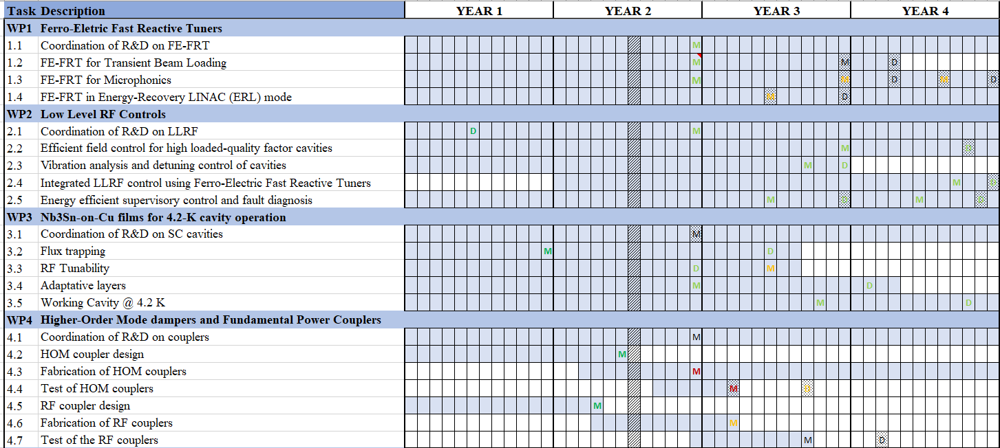 Task Description YEAR 1 YEAR 2 YEAR 3 YEAR 4
WP1 Ferro-Eletric Fast Reactive Tuners
1.1 Coordination of R&D on FE-FRT M
1.2 FE-FRT for Transient Beam Loading M M D
1.3 FE-FRT for Microphonics M M D M D
1.4 FE-FRT in Energy-Recovery LINAC (ERL) mode M D
WP2 Low Level RF Controls
2.1 Coordination of R&D on LLRF D M
2.2 Efficient field control for high loaded-quality factor cavities M D
2.3 Vibration analysis and detuning control of cavities M D
2.4 Integrated LLRF control using Ferro-Electric Fast Reactive Tuners M D
2.5 Energy efficient supervisory control and fault diagnosis M D M D
WP3 Nb3Sn-on-Cu films for 4.2-K cavity operation
3.1 Coordination of R&D on SC cavities M
3.2 Flux trapping M D
3.3 RF Tunability D M
3.4 Adaptative layers M D
3.5 Working Cavity @ 4.2 K M D
WP4 Higher-Order Mode dampers and Fundamental Power Couplers
4.1 Coordination of R&D on couplers M
4.2 HOM coupler design M
4.3 Fabrication of HOM couplers M
4.4 Test of HOM couplers M D
4.5 RF coupler design M
4.6 Fabrication of RF couplers M
4.7 Test of the RF couplers M D